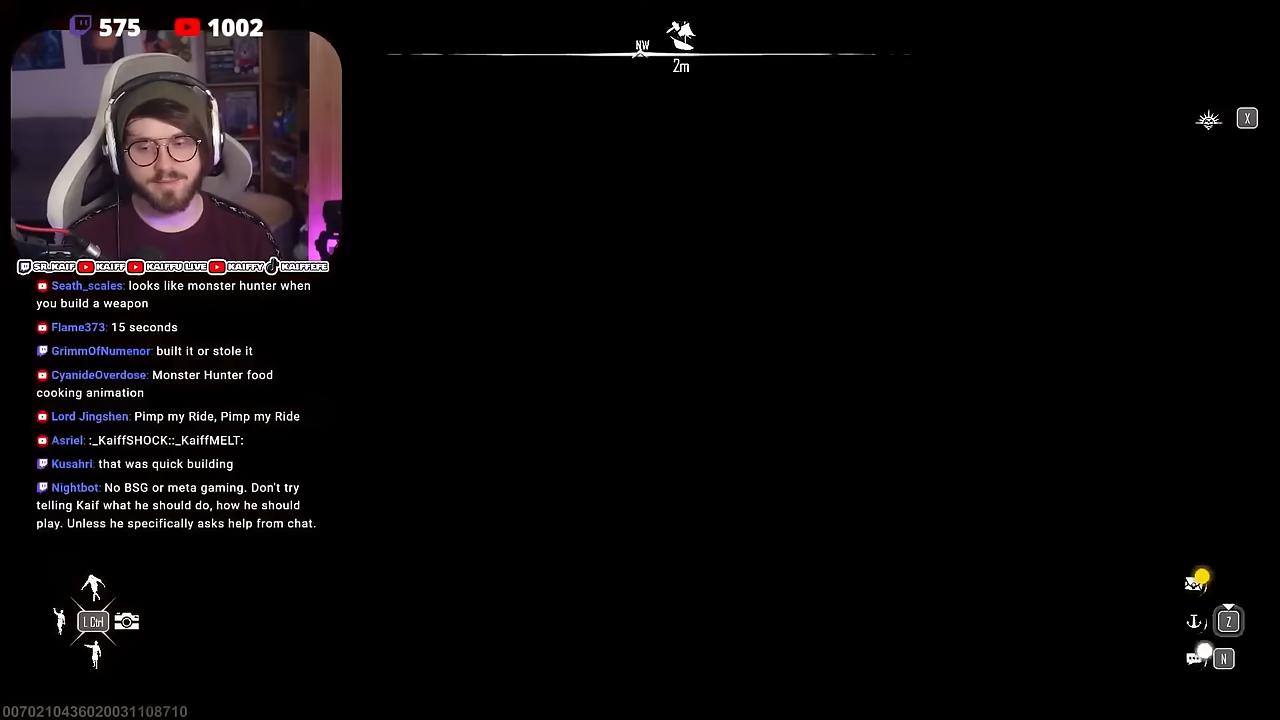 575 1002
NW
2m
X
SR.KAIF KAIFF KAIFFU LIVE KAIFFY KAIFFEFE
Seath_scales: looks like monster hunter when
you build a weapon
Flame373: 15 seconds
GrimmOfNumenor: built it or stole it
CyanideOverdose: Monster Hunter food
cooking animation
Lord Jingshen: Pimp my Ride, Pimp my Ride
Asriel: :_KaiffSHOCK::_KaiffMELT:
Kusahri: that was quick building
Nightbot: No BSG or meta gaming. Don't try
telling Kaif what he should do, how he should
play. Unless he specifically asks help from chat.
L Ctrl
Z
N
0070210436020031108710